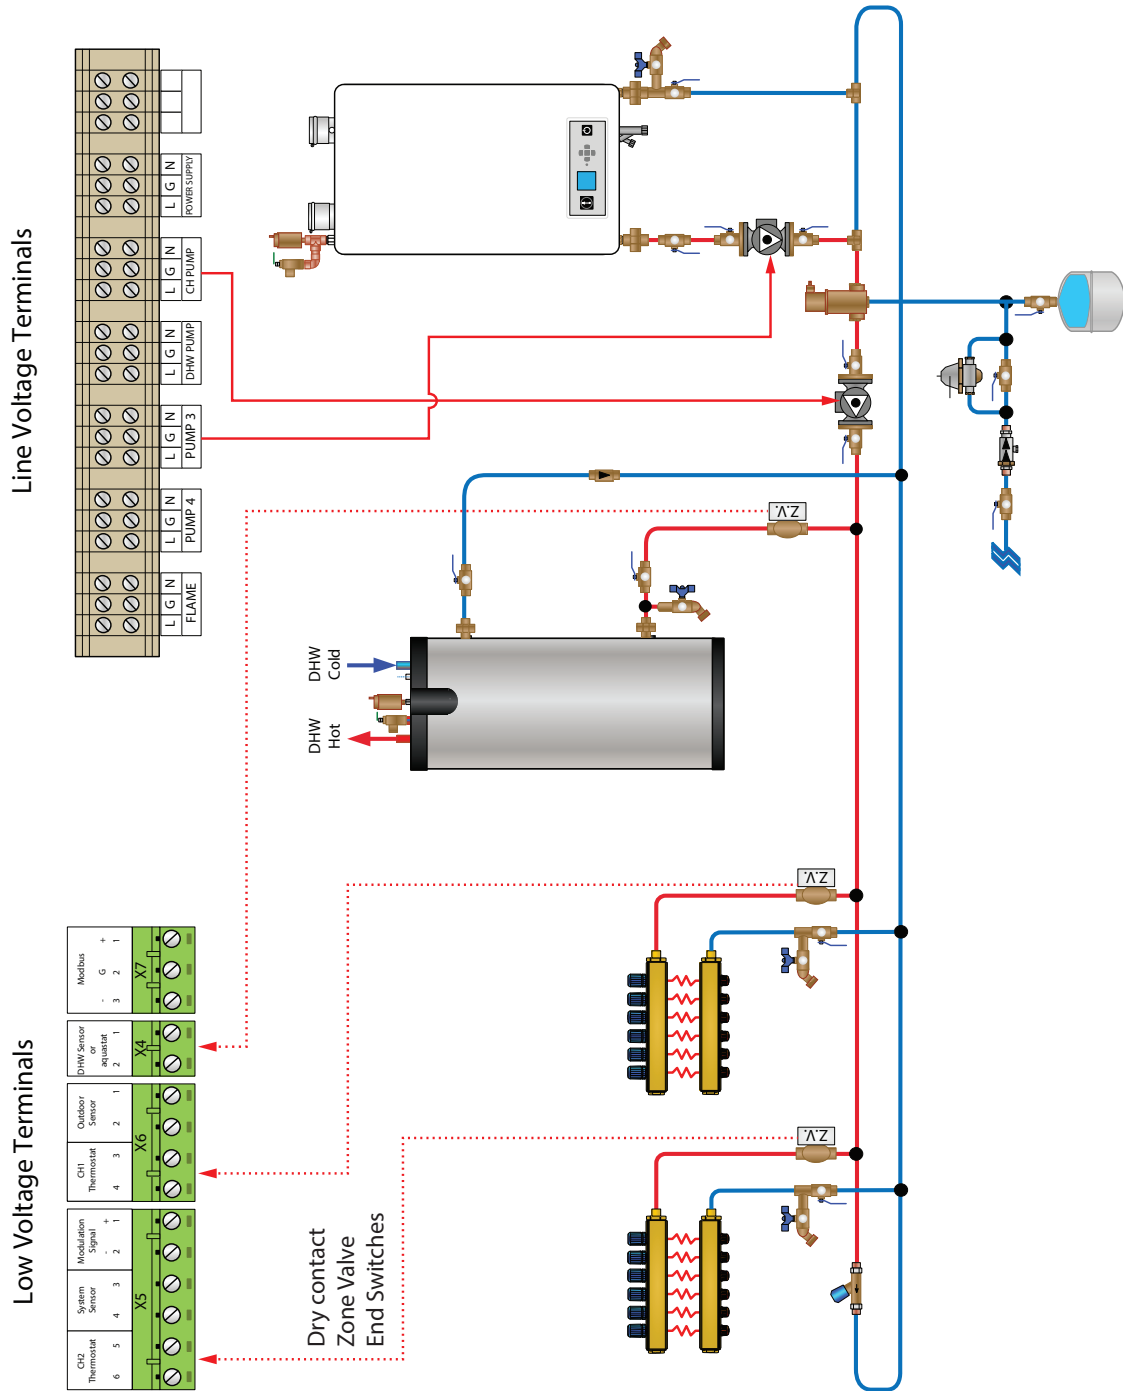 Line Voltage Terminals
L G N
FLAME
L G N
PUMP 4
L G N
PUMP 3
L G N
DHW PUMP
L G N
CH PUMP
L G N
POWER SUPPLY
Low Voltage Terminals
CH2
Thermostat
System
Sensor
Modulation
Signal
6 5 4 3 2 1
- +
X5
CH1
Thermostat
Outdoor
Sensor
4 3 2 1
X6
DHW Sensor
or
aquastat
2 1
X4
Modbus
- G +
3 2 1
X7
Dry contact
Zone Valve
End Switches
DHW
Hot
DHW
Cold
Z.V.
Z.V.
Z.V.